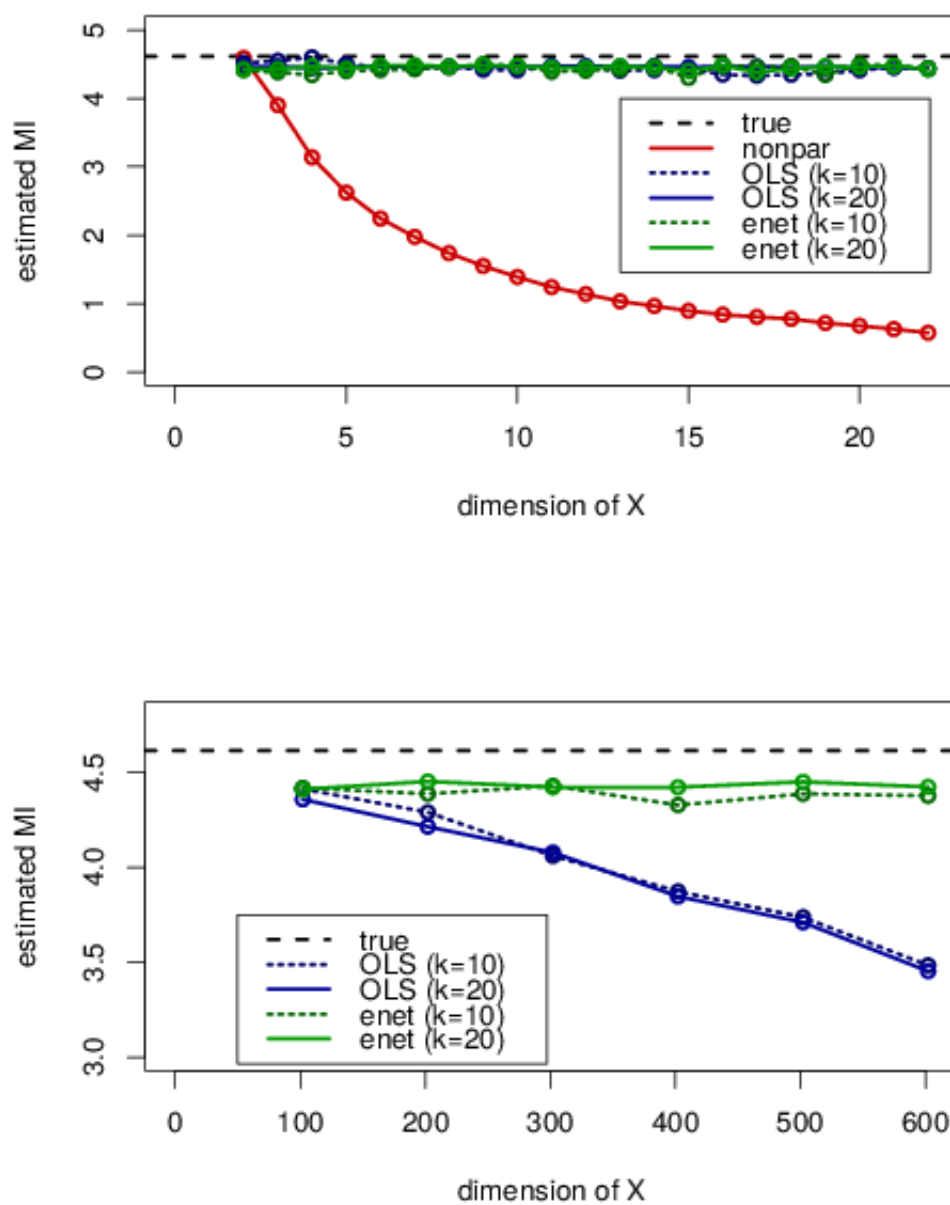 estimated MI
5
4
3
2
1
0
true
nonpar
OLS (k=10)
OLS (k=20)
enet (k=10)
enet (k=20)
0 5 10 15 20
dimension of X
estimated MI
4.5
4.0
3.5
3.0
true
OLS (k=10)
OLS (k=20)
enet (k=10)
enet (k=20)
0 100 200 300 400 500 600
dimension of X